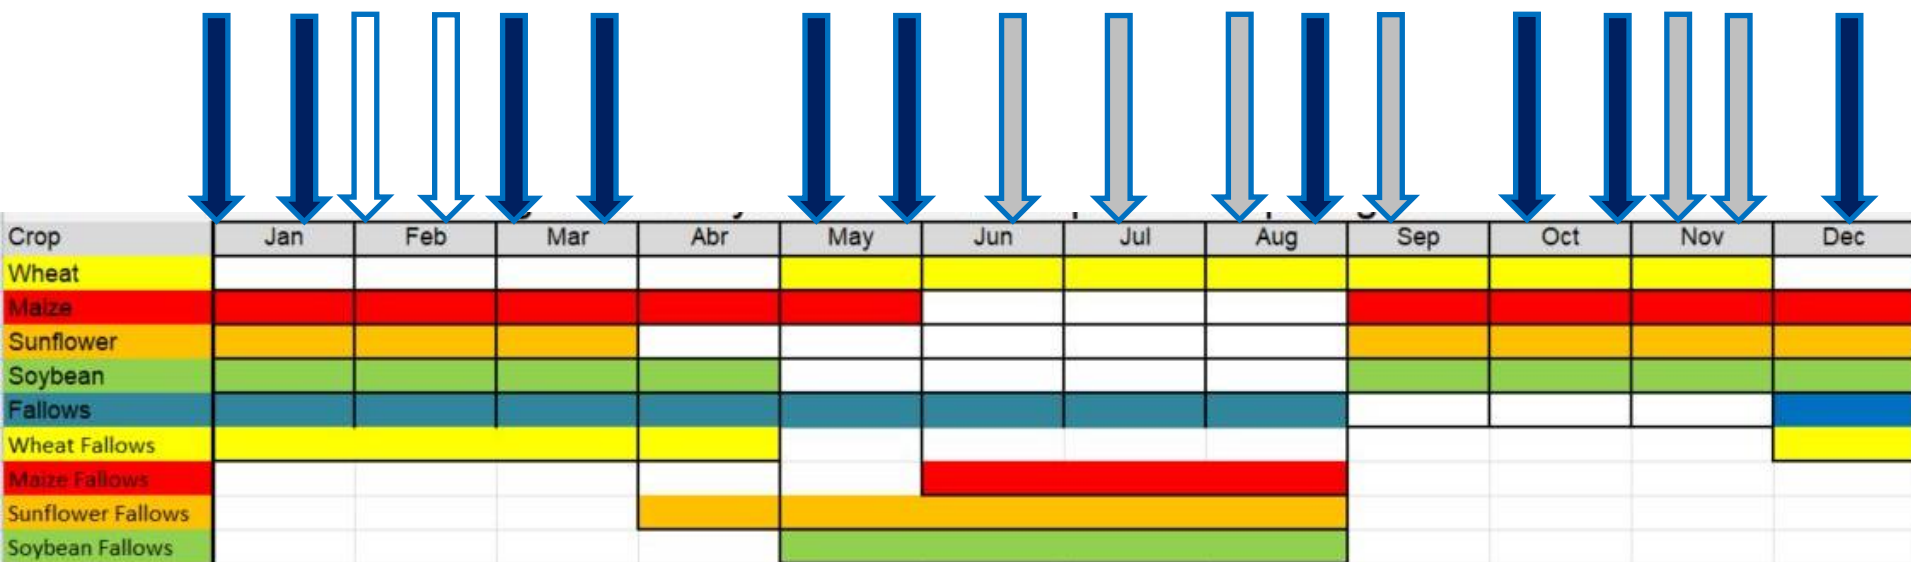 Crop Jan Feb Mar Abr May Jun Jul Aug Sep Oct Nov Dec
Wheat
Maize
Sunflower
Soybean
Fallows
Wheat Fallows
Maize Fallows
Sunflower Fallows
Soybean Fallows